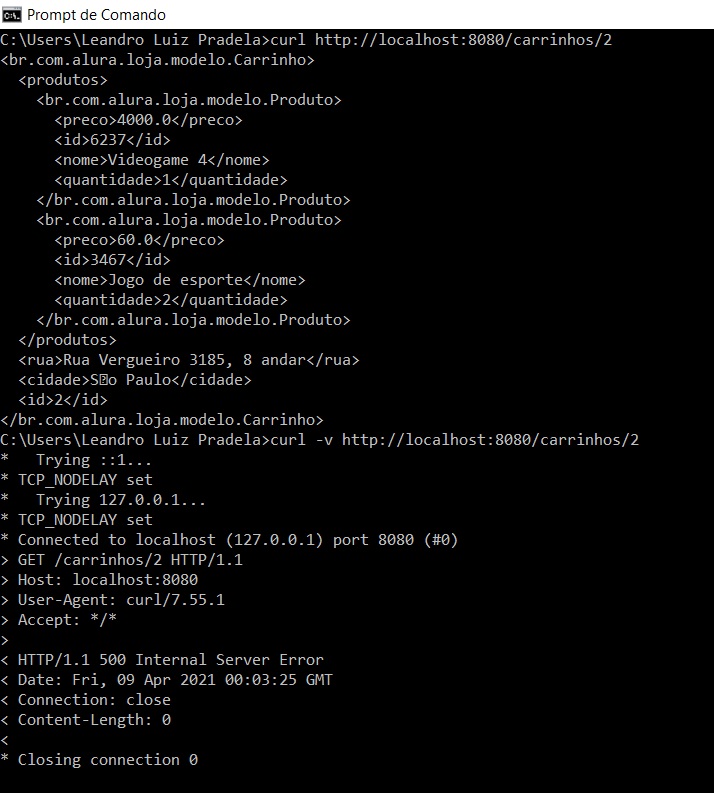 Prompt de Comando
C:\Users\Leandro Luiz Pradela>curl http://localhost:8080/carrinhos/2
<br.com.alura.loja.modelo.Carrinho>
  <produtos>
    <br.com.alura.loja.modelo.Produto>
      <preco>4000.0</preco>
      <id>6237</id>
      <nome>Videogame 4</nome>
      <quantidade>1</quantidade>
    </br.com.alura.loja.modelo.Produto>
    <br.com.alura.loja.modelo.Produto>
      <preco>60.0</preco>
      <id>3467</id>
      <nome>Jogo de esporte</nome>
      <quantidade>2</quantidade>
    </br.com.alura.loja.modelo.Produto>
  </produtos>
  <rua>Rua Vergueiro 3185, 8 andar</rua>
  <cidade>S�o Paulo</cidade>
  <id>2</id>
</br.com.alura.loja.modelo.Carrinho>
C:\Users\Leandro Luiz Pradela>curl -v http://localhost:8080/carrinhos/2
*   Trying ::1...
* TCP_NODELAY set
*   Trying 127.0.0.1...
* TCP_NODELAY set
* Connected to localhost (127.0.0.1) port 8080 (#0)
> GET /carrinhos/2 HTTP/1.1
> Host: localhost:8080
> User-Agent: curl/7.55.1
> Accept: */*
>
< HTTP/1.1 500 Internal Server Error
< Date: Fri, 09 Apr 2021 00:03:25 GMT
< Connection: close
< Content-Length: 0
<
* Closing connection 0